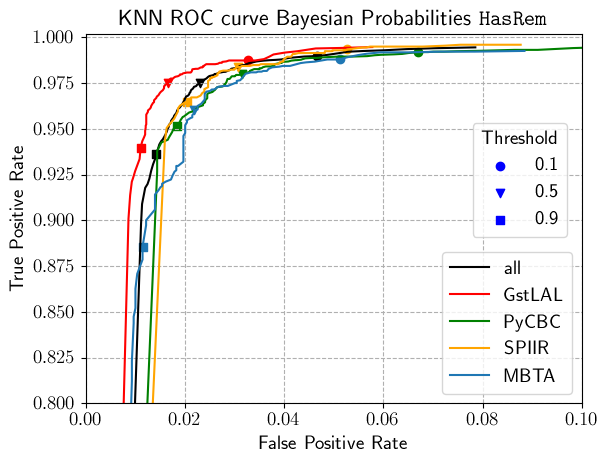 KNN ROC curve Bayesian Probabilities HasRem
True Positive Rate
1.000
0.975
0.950
0.925
0.900
0.875
0.850
0.825
0.800
Threshold
0.1
0.5
0.9
all
GstLAL
PyCBC
SPIIR
MBTA
0.00 0.02 0.04 0.06 0.08 0.10
False Positive Rate